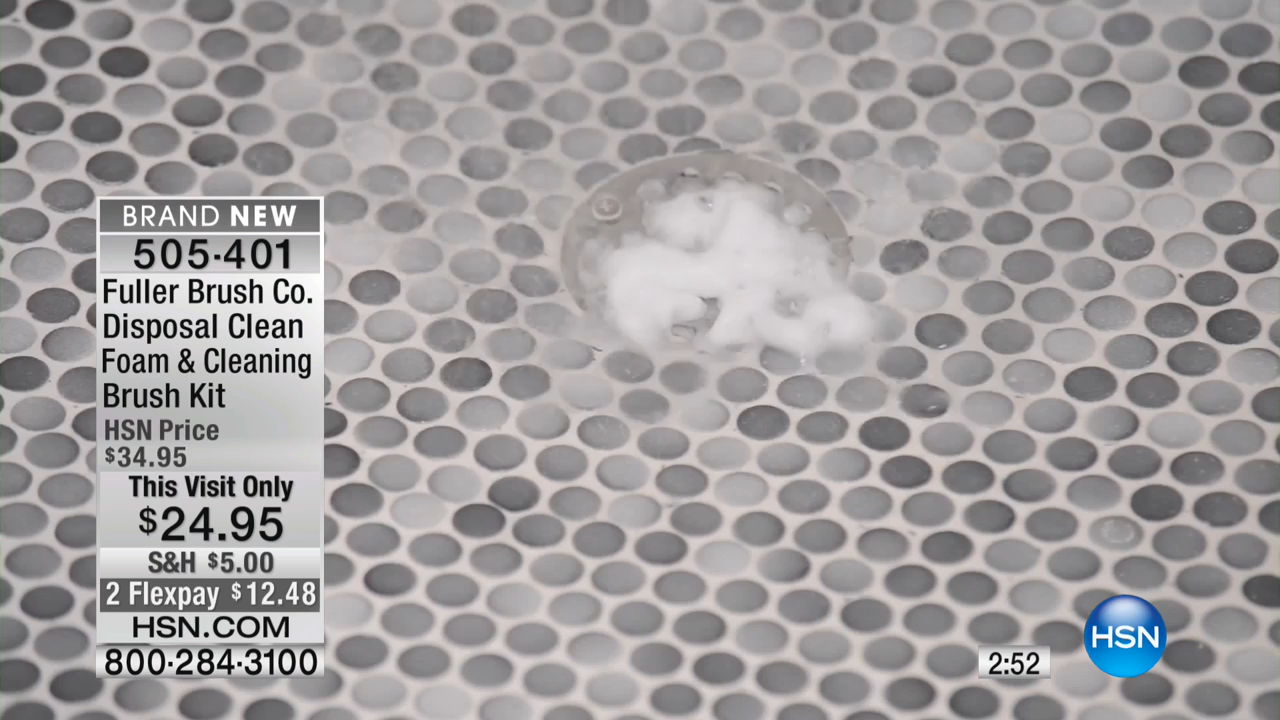 BRAND NEW
505·401
Fuller Brush Co.
Disposal Clean
Foam & Cleaning
Brush Kit
HSN Price
$34.95
This Visit Only
$24.95
S&H $5.00
2 Flexpay $12.48
HSN.COM
800·284·3100
2:52
HSN